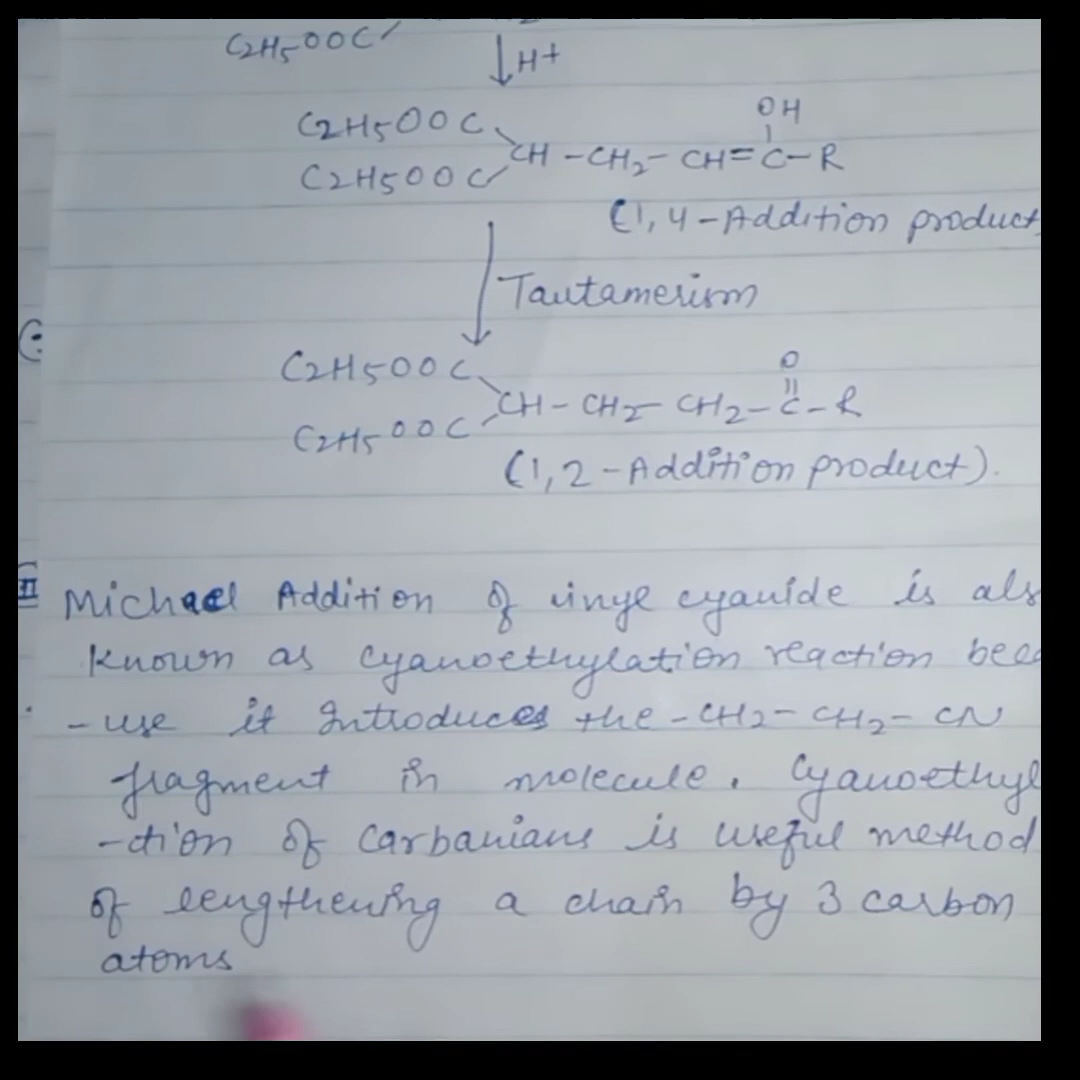 C2H5OOC
H+
OH
C2H5OOC
CH-CH2-CH=C-R
C2H5OOC
(1,4-Addition product
Tautamerism
O
C2H5OOC
CH-CH2-CH2-C-R
C2H5OOC
(1,2-Addition product).
II Michael Addition of vinyl cyanide is als
known as cyanoethylation reaction bec
-use it Introduces the -CH2-CH2-CN
fragment in molecule. Cyanoethyl
-tion of carbanians is useful method
of lengthening a chain by 3 carbon
atoms